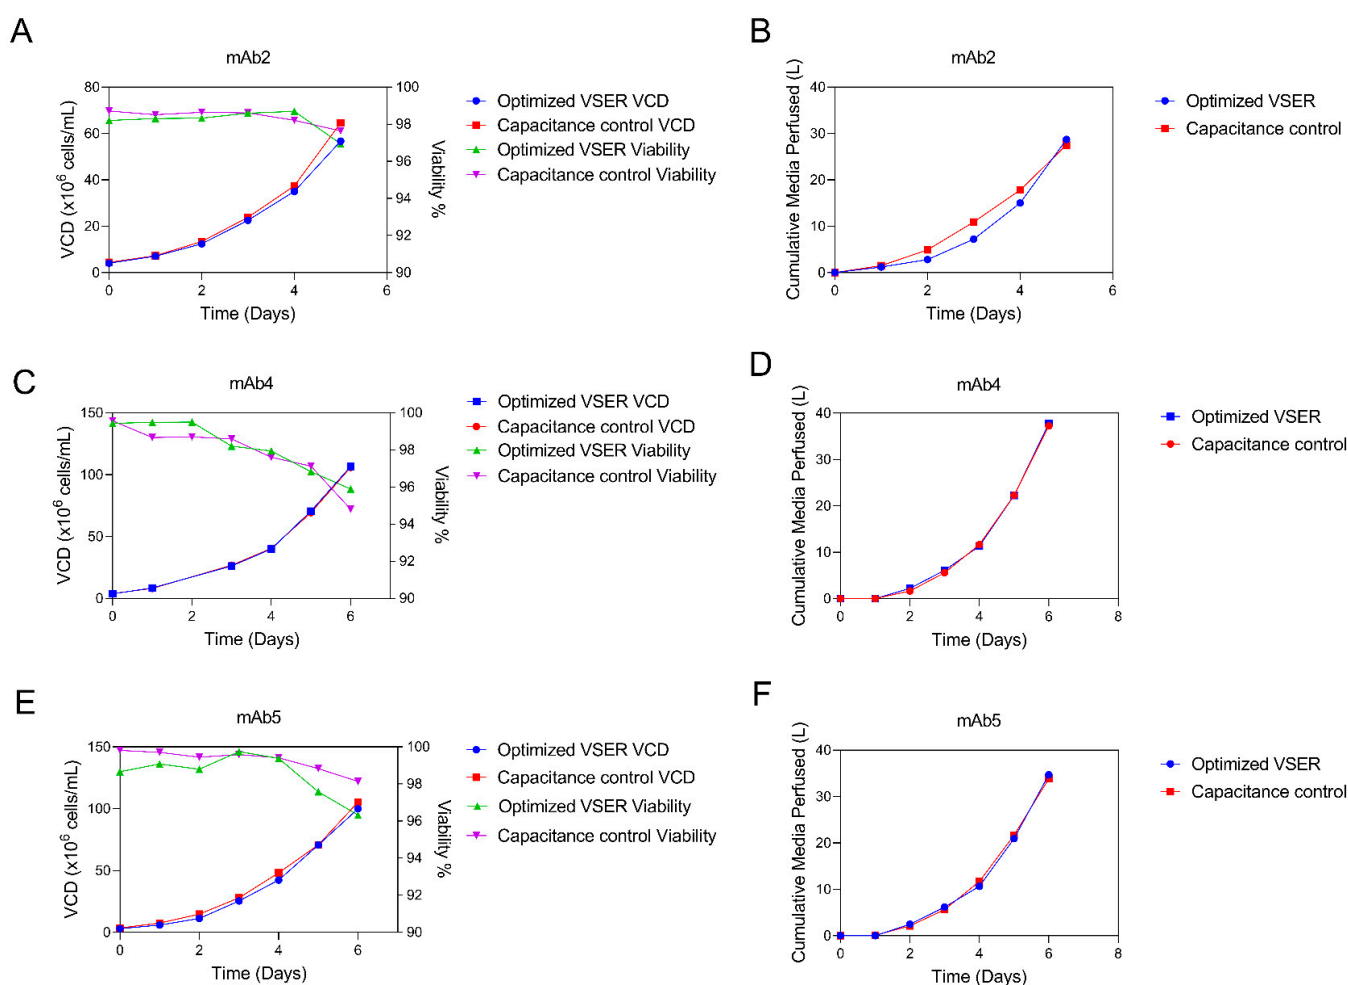 A
mAb2
80
60
40
20
0
100
98
96
94
92
90
0
2
4
6
VCD (x10⁶ cells/mL)
Viability %
Time (Days)
Optimized VSER VCD
Capacitance control VCD
Optimized VSER Viability
Capacitance control Viability
B
mAb2
40
30
20
10
0
0
2
4
6
Cumulative Media Perfused (L)
Time (Days)
Optimized VSER
Capacitance control
C
mAb4
150
100
50
0
100
98
96
94
92
90
0
2
4
6
VCD (x10⁶ cells/mL)
Viability %
Time (Days)
Optimized VSER VCD
Capacitance control VCD
Optimized VSER Viability
Capacitance control Viability
D
mAb4
40
30
20
10
0
0
2
4
6
8
Cumulative Media Perfused (L)
Time (Days)
Optimized VSER
Capacitance control
E
mAb5
150
100
50
0
100
98
96
94
92
90
0
2
4
6
VCD (x10⁶ cells/mL)
Viability %
Time (Days)
Optimized VSER VCD
Capacitance control VCD
Optimized VSER Viability
Capacitance control Viability
F
mAb5
40
30
20
10
0
0
2
4
6
8
Cumulative Media Perfused (L)
Time (Days)
Optimized VSER
Capacitance control